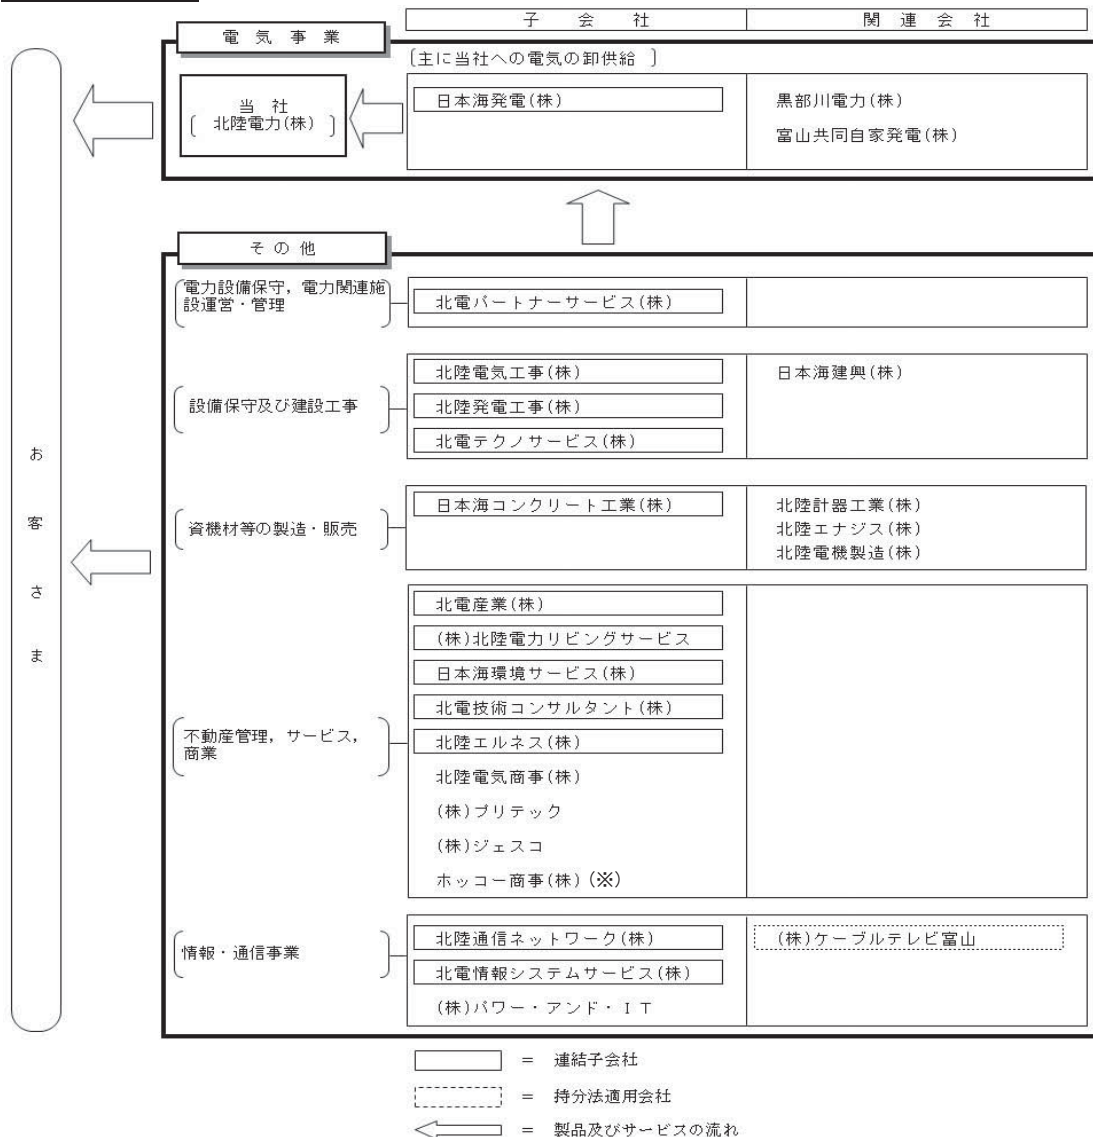 子 会 社
関 連 会 社
電 気 事 業
〔主に当社への電気の卸供給 〕
当 社
〔 北陸電力(株) 〕
日本海発電(株)
黒部川電力(株)
富山共同自家発電(株)
その他
電力設備保守,電力関連施
設運営・管理
北電パートナーサービス(株)
設備保守及び建設工事
北陸電気工事(株)
北陸発電工事(株)
北電テクノサービス(株)
日本海建興(株)
資機材等の製造・販売
日本海コンクリート工業(株)
北陸計器工業(株)
北陸エナジス(株)
北陸電機製造(株)
不動産管理,サービス,
商業
北電産業(株)
(株)北陸電力リビングサービス
日本海環境サービス(株)
北電技術コンサルタント(株)
北陸エルネス(株)
北陸電気商事(株)
(株)プリテック
(株)ジェスコ
ホッコー商事(株)(※)
情報・通信事業
北陸通信ネットワーク(株)
北電情報システムサービス(株)
(株)パワー・アンド・IT
(株)ケーブルテレビ富山
お客さま
= 連結子会社
= 持分法適用会社
= 製品及びサービスの流れ